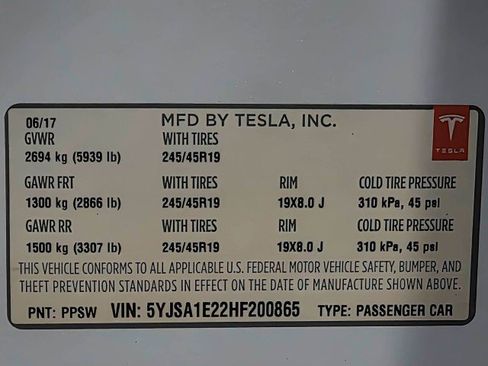 06/17 MFD BY TESLA, INC.
GVWR WITH TIRES
2694 kg (5939 lb) 245/45R19
TESLA
GAWR FRT WITH TIRES RIM COLD TIRE PRESSURE
1300 kg (2866 lb) 245/45R19 19X8.0 J 310 kPa, 45 psi
GAWR RR WITH TIRES RIM COLD TIRE PRESSURE
1500 kg (3307 lb) 245/45R19 19X8.0 J 310 kPa, 45 psi
THIS VEHICLE CONFORMS TO ALL APPLICABLE U.S. FEDERAL MOTOR VEHICLE SAFETY, BUMPER, AND
THEFT PREVENTION STANDARDS IN EFFECT ON THE DATE OF MANUFACTURE SHOWN ABOVE.
PNT: PPSW VIN: 5YJSA1E22HF200865 TYPE: PASSENGER CAR